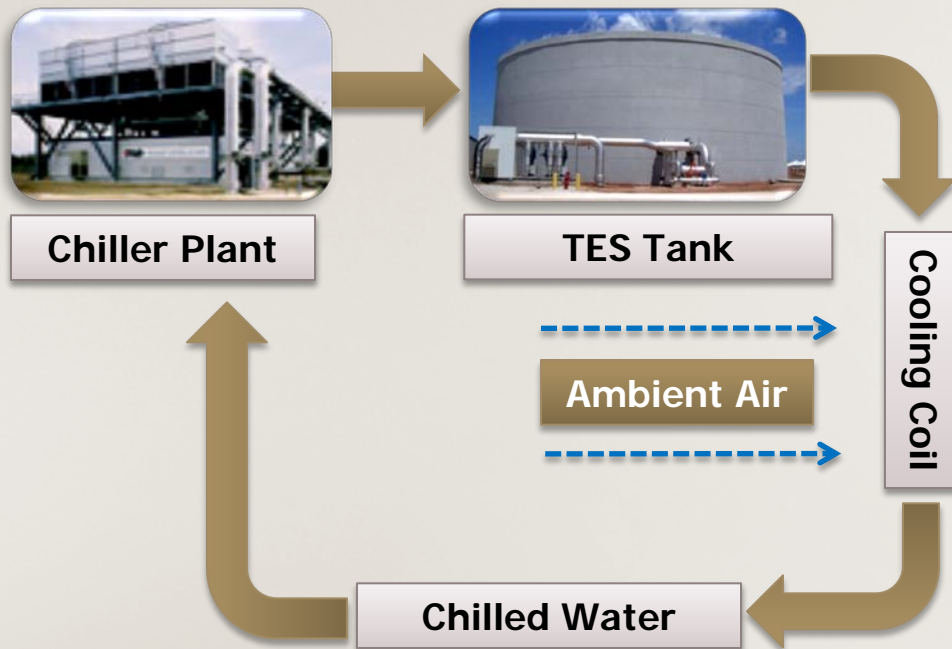 Chiller Plant
TES Tank
Cooling Coil
Ambient Air
Chilled Water